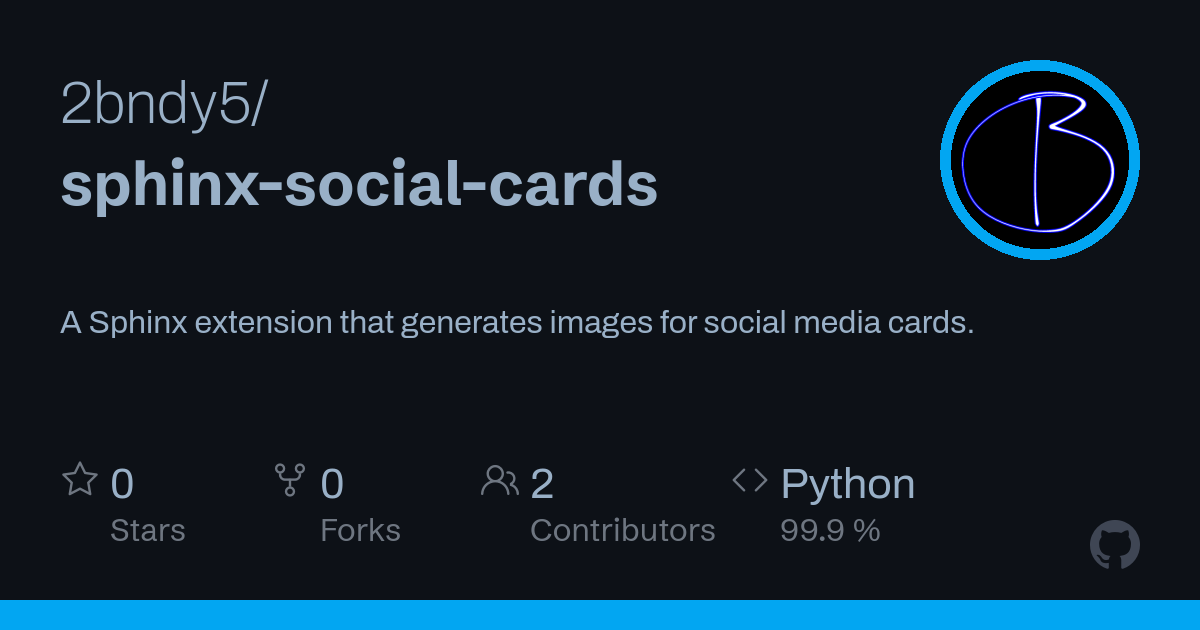 2bndy5/
sphinx-social-cards
A Sphinx extension that generates images for social media cards.
0 0 2 Python
Stars Forks Contributors 99.9 %
B